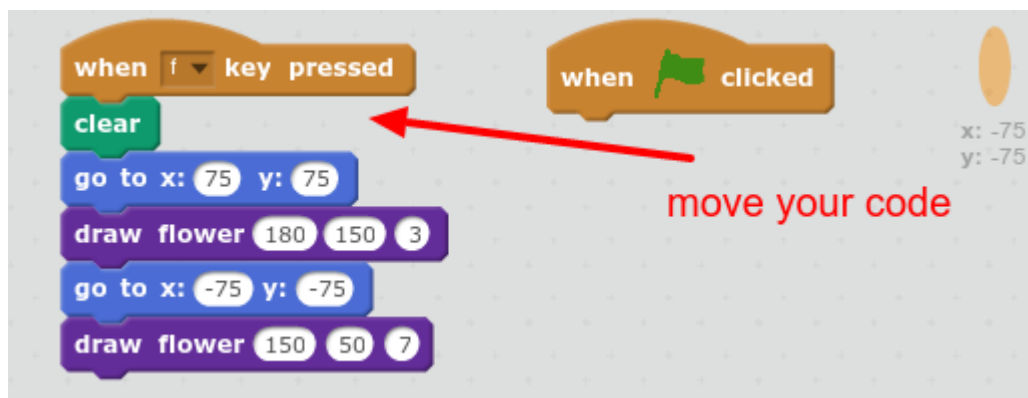 when f key pressed
clear
go to x: 75 y: 75
draw flower 180 150 3
go to x: -75 y: -75
draw flower 150 50 7
when clicked
move your code
x: -75
y: -75